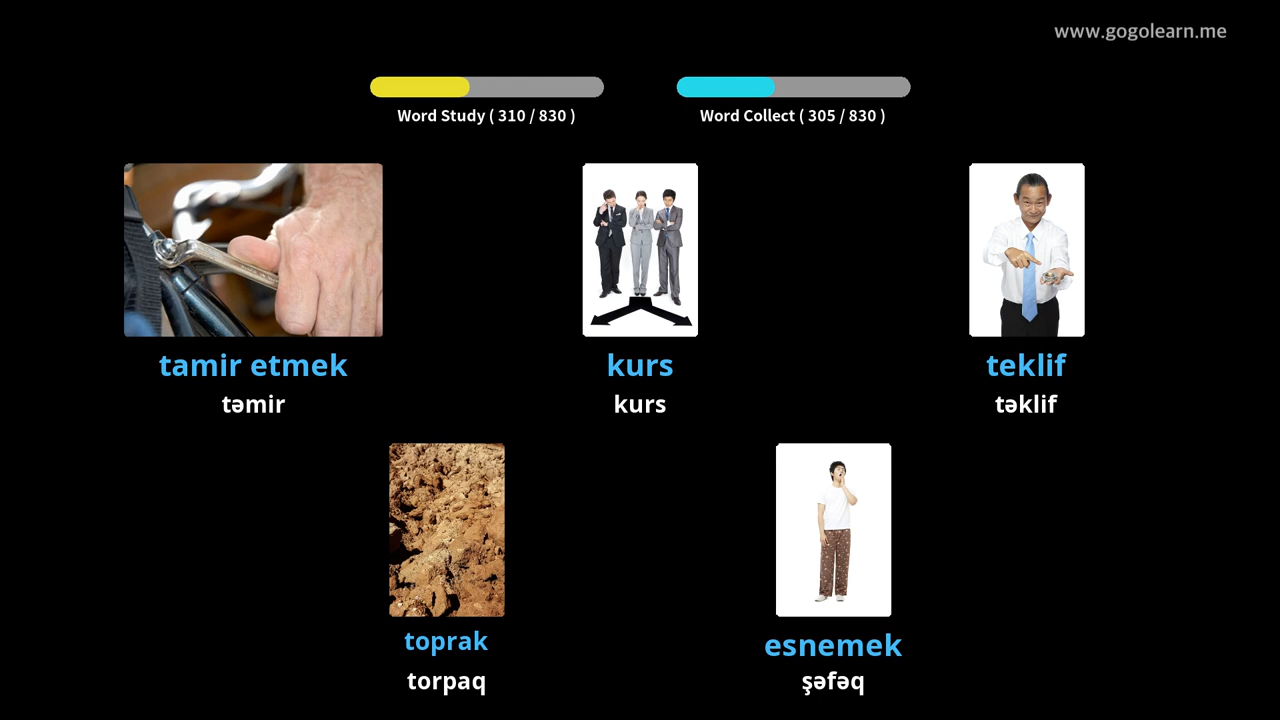 www.gogolearn.me
Word Study ( 310 / 830 )
Word Collect ( 305 / 830 )
tamir etmek
təmir
kurs
kurs
teklif
təklif
toprak
torpaq
esnemek
şəfəq